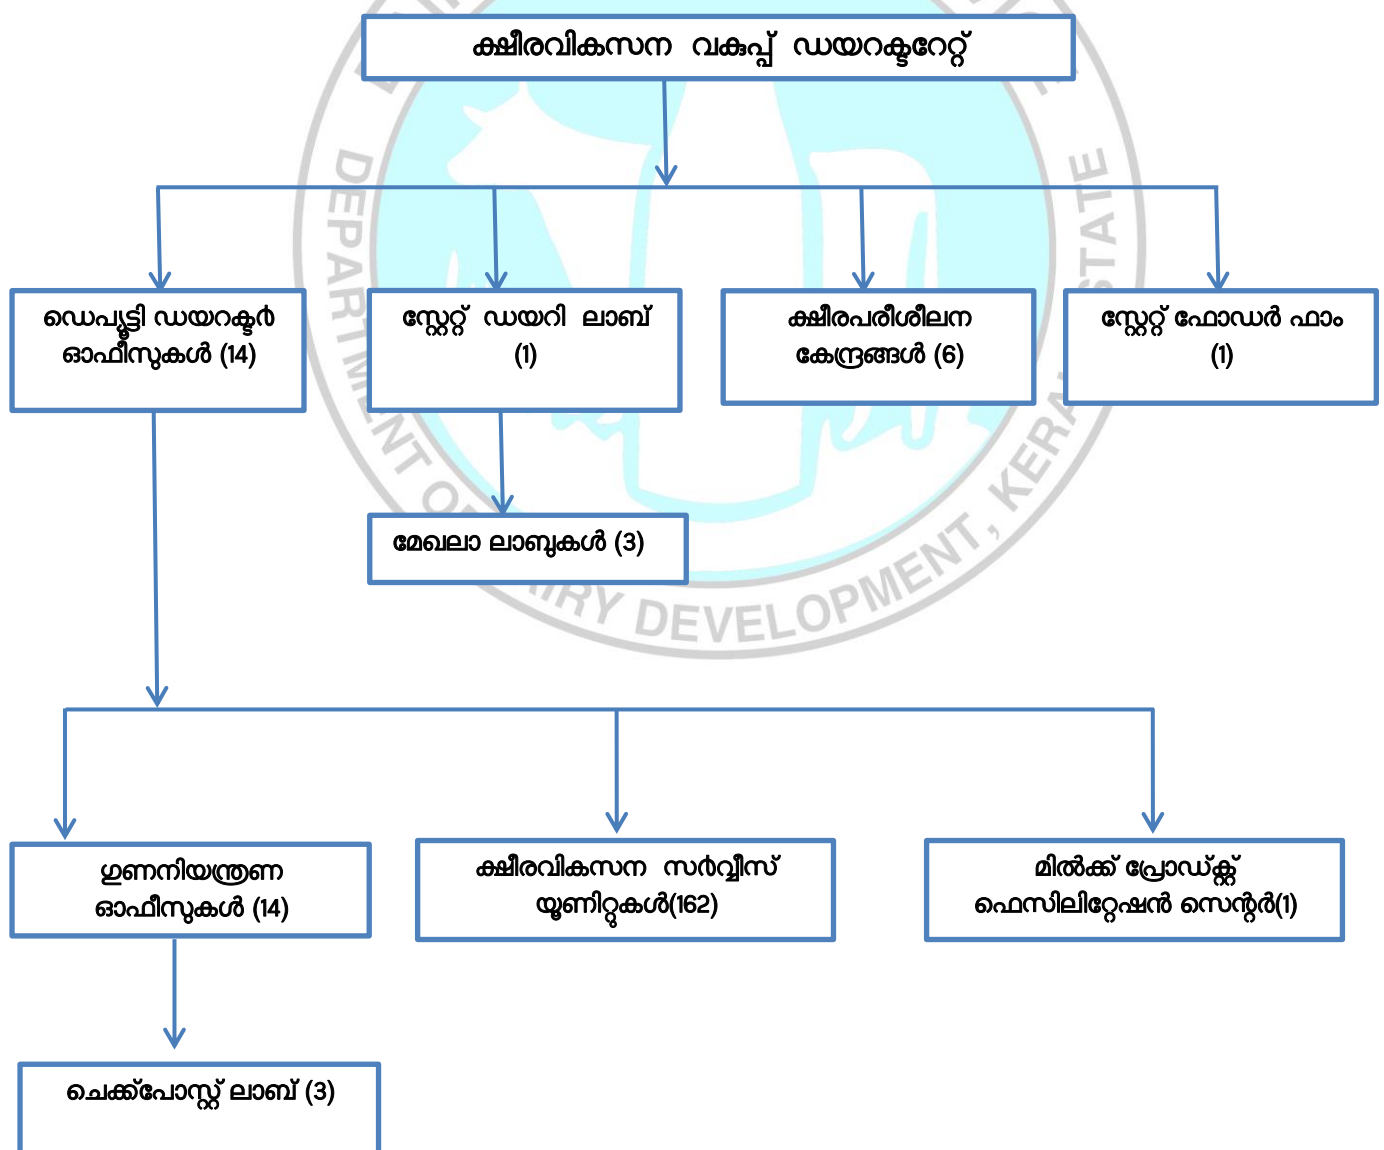 ക്ഷീരവികസന വകുപ്പ് ഡയറക്ടറേറ്റ്
ഡെപ്യൂട്ടി ഡയറക്ടർ
ഓഫീസുകൾ (14)
സ്റ്റേറ്റ് ഡയറി ലാബ്
(1)
ക്ഷീരപരീശീലന
കേന്ദ്രങ്ങൾ (6)
സ്റ്റേറ്റ് ഫോഡർ ഫാം
(1)
മേഖലാ ലാബുകൾ (3)
ഗുണനിയന്ത്രണ
ഓഫീസുകൾ (14)
ക്ഷീരവികസന സർവ്വീസ്
യൂണിറ്റുകൾ(162)
മിൽക്ക് പ്രോഡ്ക്റ്റ്
ഫെസിലിറ്റേഷൻ സെന്റർ(1)
ചെക്ക്പോസ്റ്റ് ലാബ് (3)
DEVELOPMENT,
STATE